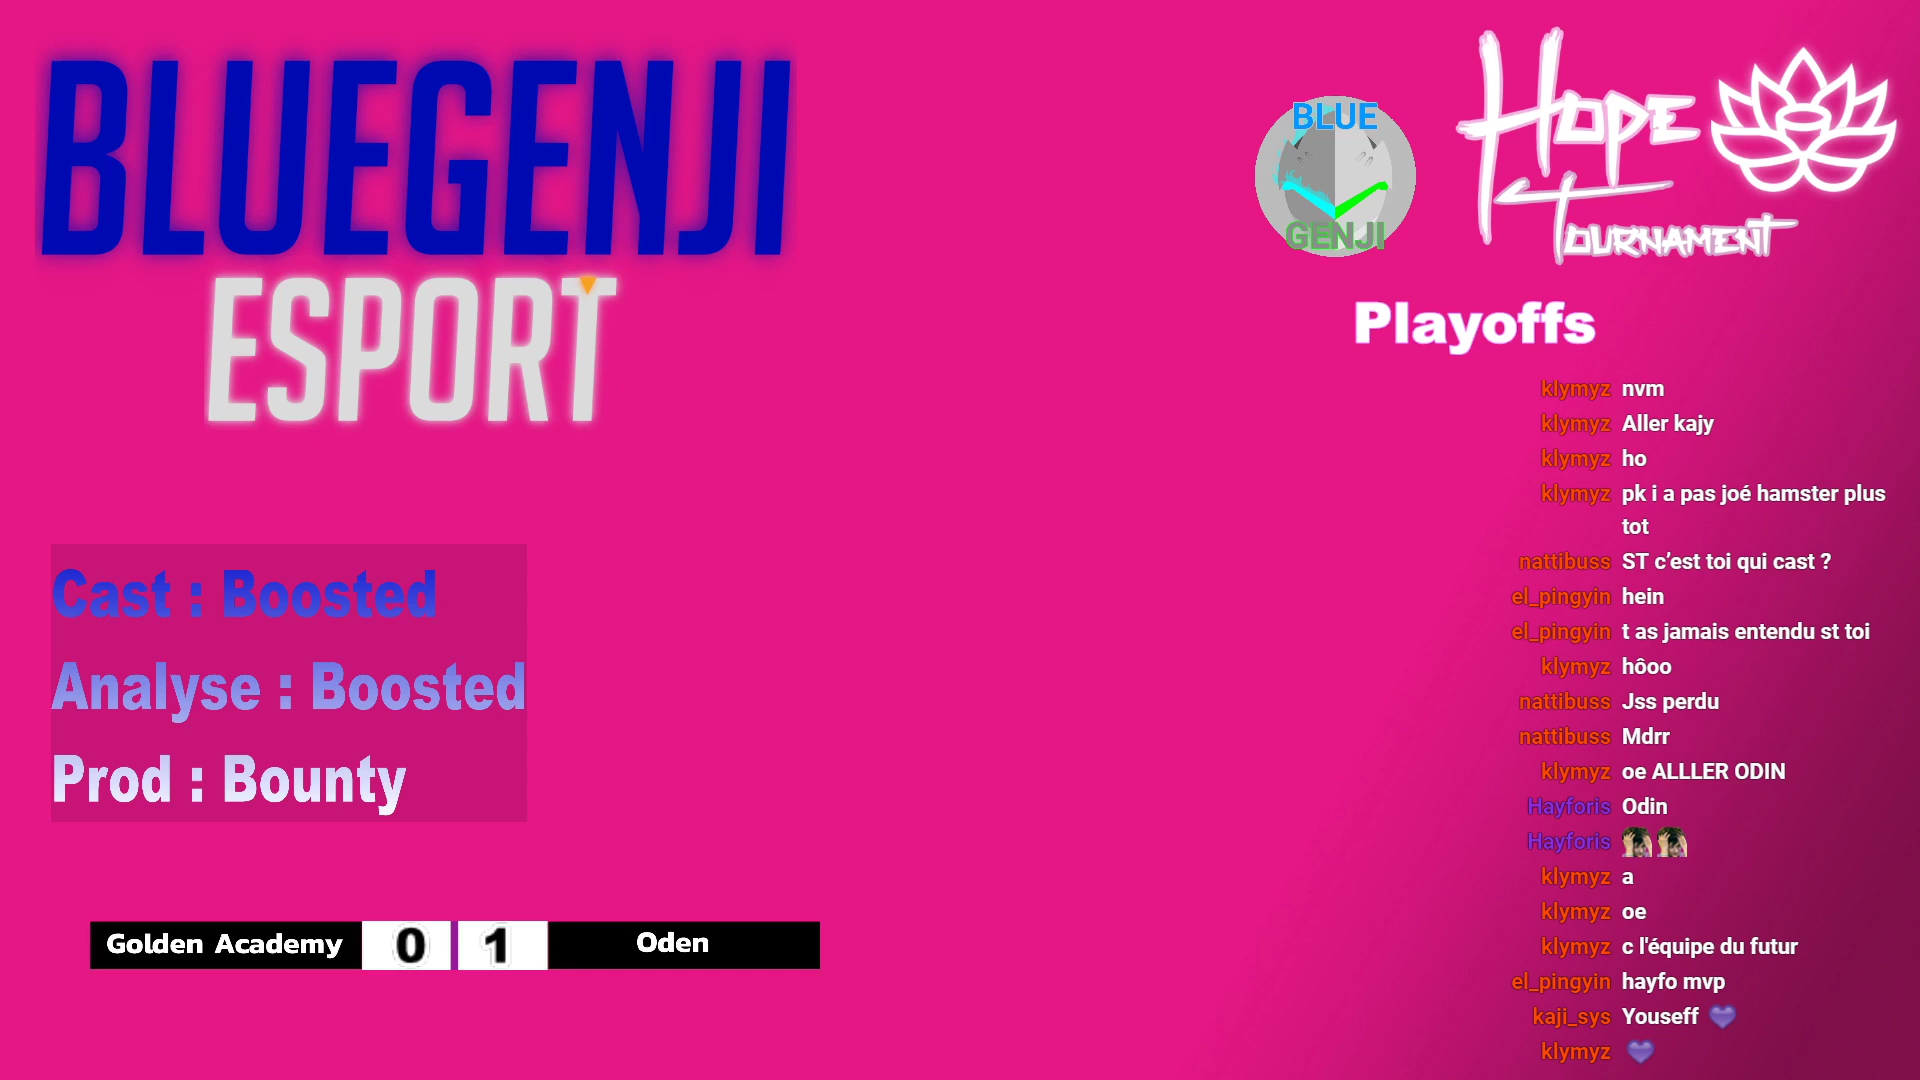 BLUEGENJI
ESPORT
BLUE
GENJI
HOPE
TOURNAMENT
Playoffs
Cast : Boosted
Analyse : Boosted
Prod : Bounty
Golden Academy 0 1 Oden
klymyz nvm
klymyz Aller kajy
klymyz ho
klymyz pk i a pas joé hamster plus
tot
nattibuss ST c’est toi qui cast ?
el_pingyin hein
el_pingyin t as jamais entendu st toi
klymyz hôoo
nattibuss Jss perdu
nattibuss Mdrr
klymyz oe ALLLER ODIN
Hayforis Odin
Hayforis
klymyz a
klymyz oe
klymyz c l'équipe du futur
el_pingyin hayfo mvp
kaji_sys Youseff 💜
klymyz 💜